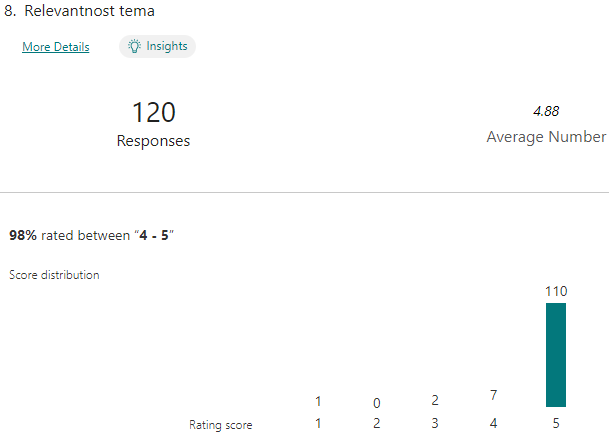 8. Relevantnost tema
More Details
Insights
120
Responses
4.88
Average Number
98% rated between “4 - 5”
Score distribution
110
1 0 2 7
Rating score 1 2 3 4 5